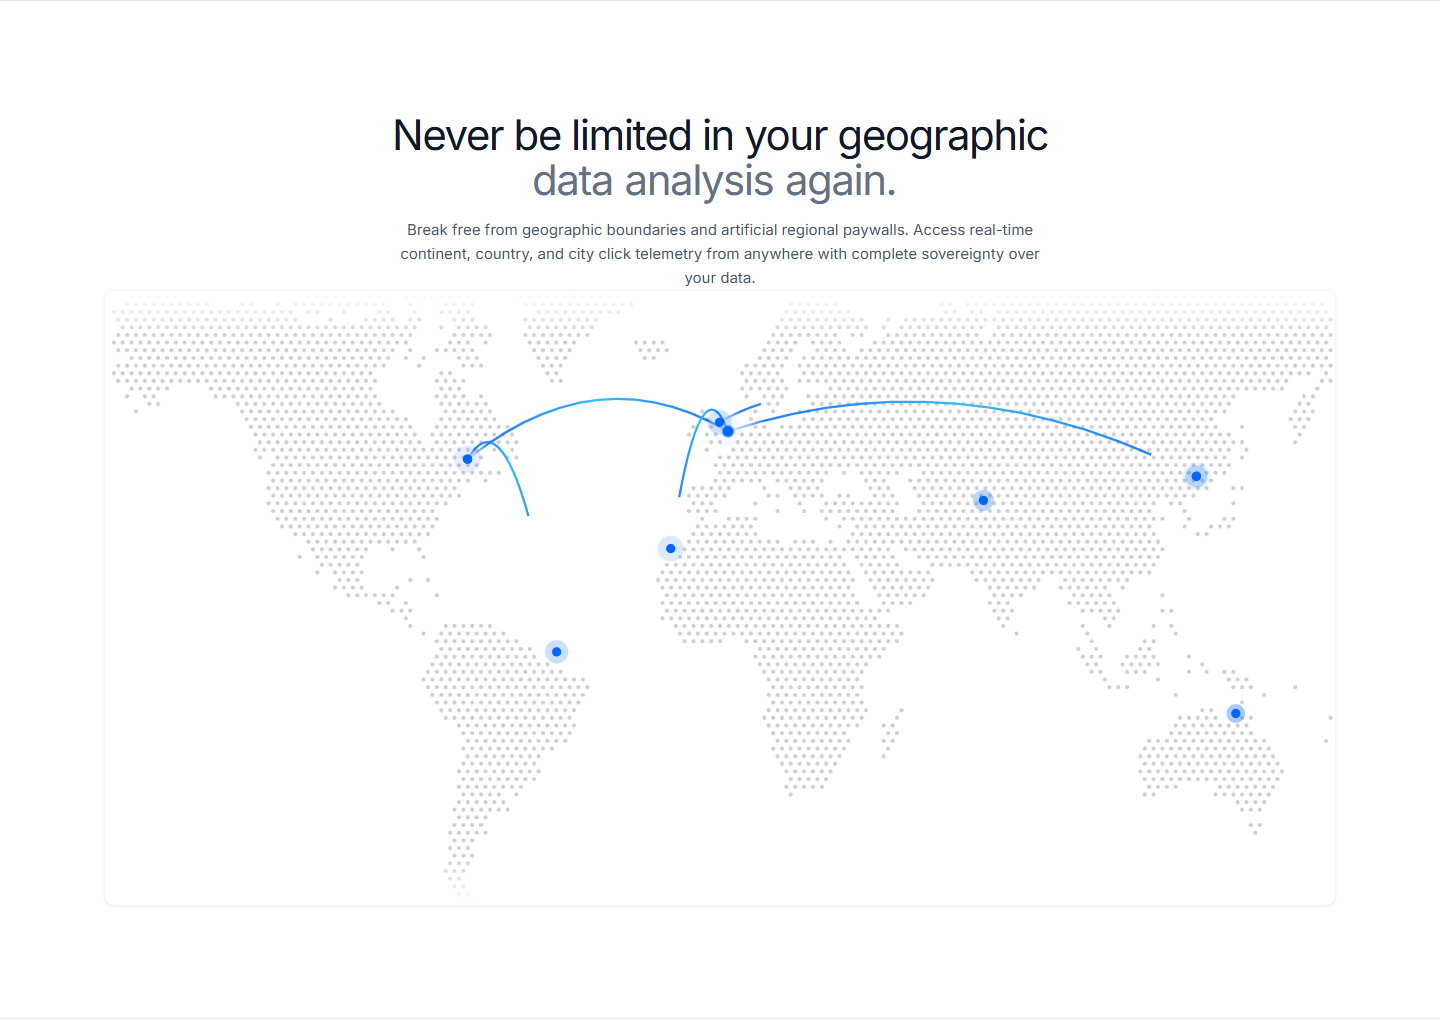 Never be limited in your geographic
data analysis again.
Break free from geographic boundaries and artificial regional paywalls. Access real-time
continent, country, and city click telemetry from anywhere with complete sovereignty over
your data.